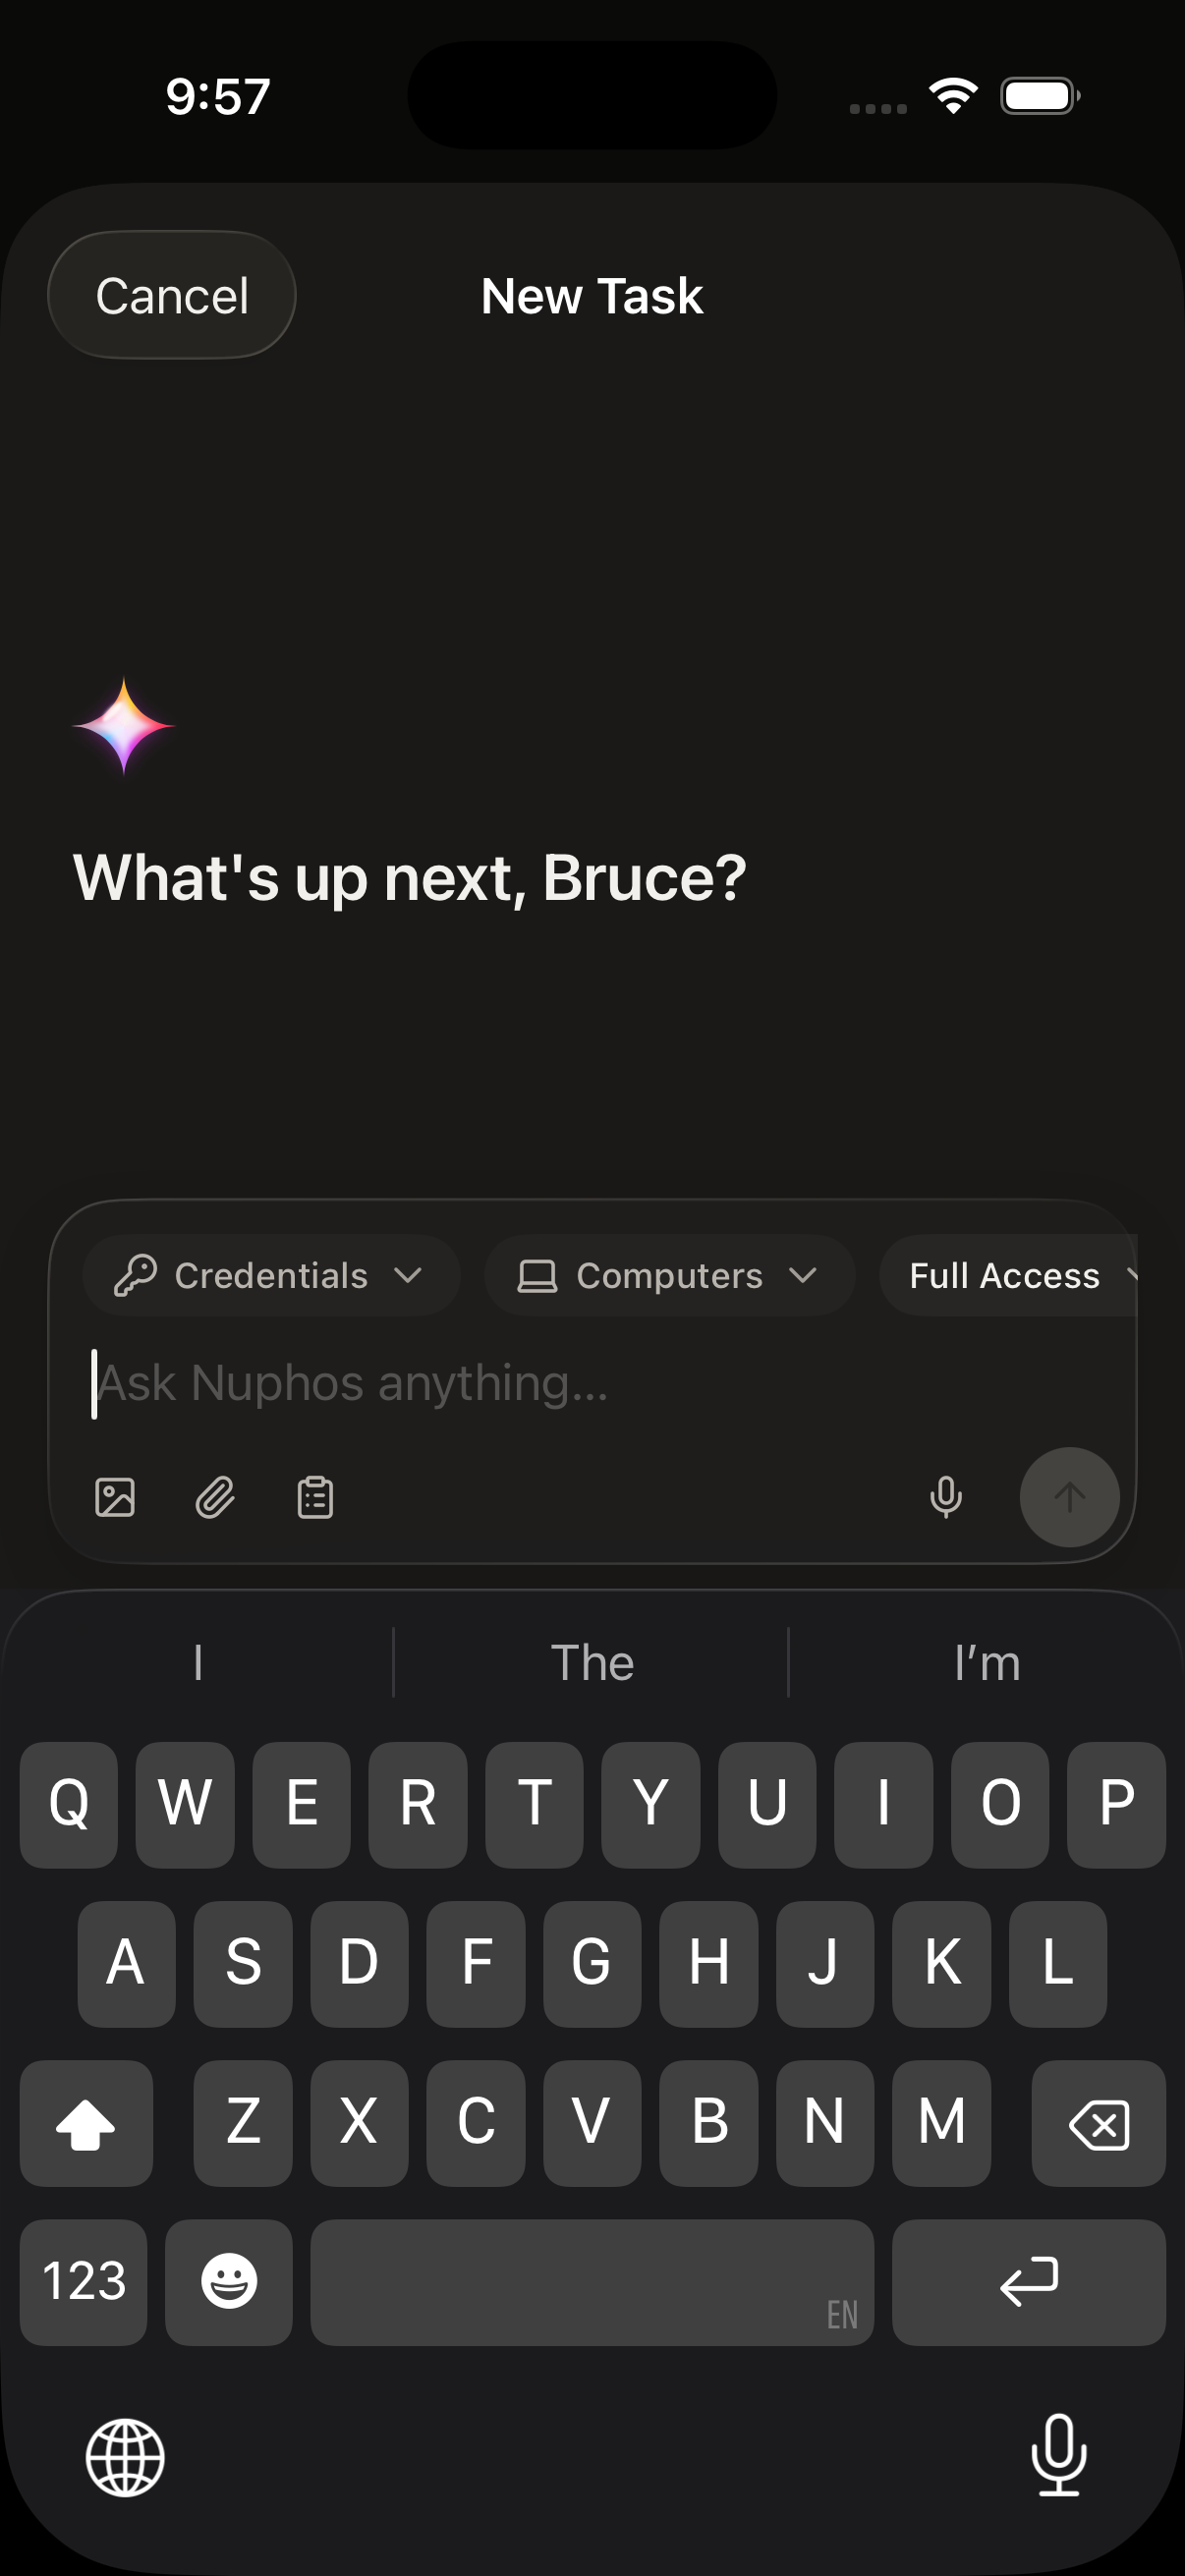 9:57
Cancel
New Task
What's up next, Bruce?
Credentials
Computers
Full Access
Ask Nuphos anything...
I
The
I’m
Q W E R T Y U I O P
A S D F G H J K L
Z X C V B N M
123
EN